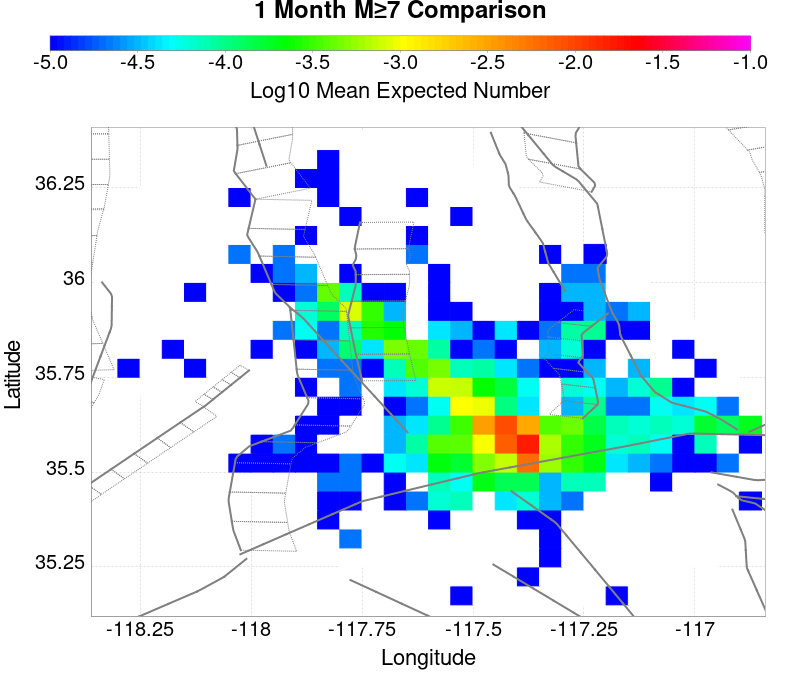 1 Month M≥7 Comparison
-5.0 -4.5 -4.0 -3.5 -3.0 -2.5 -2.0 -1.5 -1.0
Log10 Mean Expected Number
36.25
36
35.75
35.5
35.25
Latitude
-118.25 -118 -117.75 -117.5 -117.25 -117
Longitude